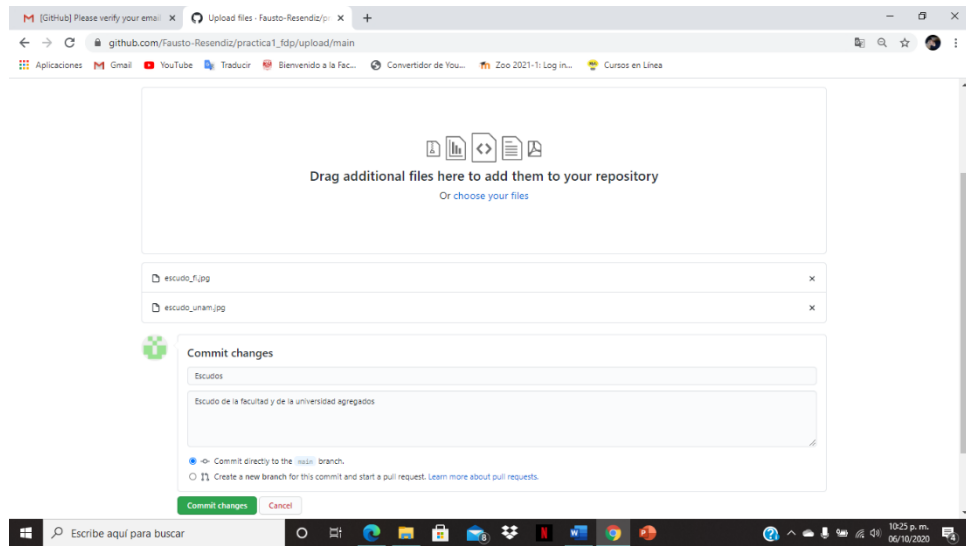 [GitHub] Please verify your email
Upload files · Fausto-Resendiz/pr
github.com/Fausto-Resendiz/practica1_fdp/upload/main
Aplicaciones Gmail YouTube Traducir Bienvenido a la Fac... Convertidor de You... Zoo 2021-1: Log in... Cursos en Línea
Drag additional files here to add them to your repository
Or choose your files
escudo_fi.jpg
escudo_unam.jpg
Commit changes
Escudos
Escudo de la facultad y de la universidad agregados
Commit directly to the main branch.
Create a new branch for this commit and start a pull request. Learn more about pull requests.
Commit changes Cancel
Escribe aquí para buscar
8
10:25 p. m.
06/10/2020